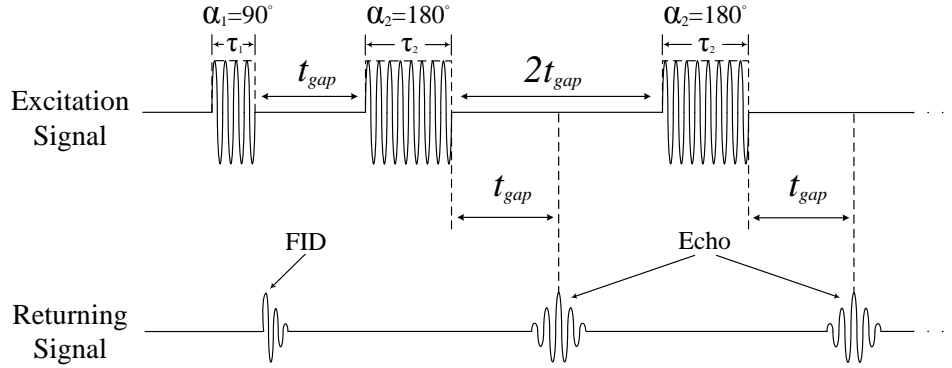 α₁=90° α₂=180° α₂=180°
τ₁ τ₂ τ₂
t_gap 2t_gap
Excitation
Signal
t_gap t_gap
FID Echo
Returning
Signal